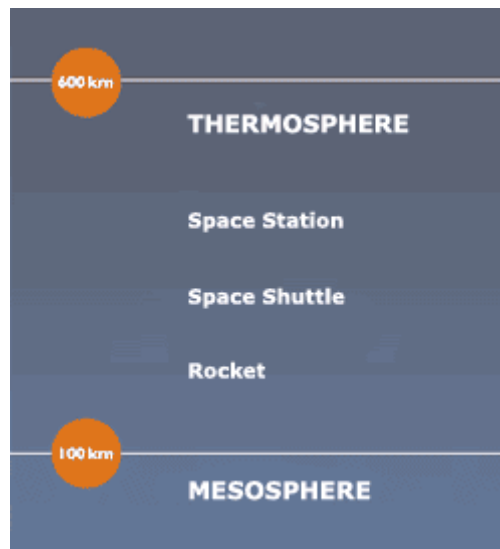 600 km
THERMOSPHERE
Space Station
Space Shuttle
Rocket
100 km
MESOSPHERE